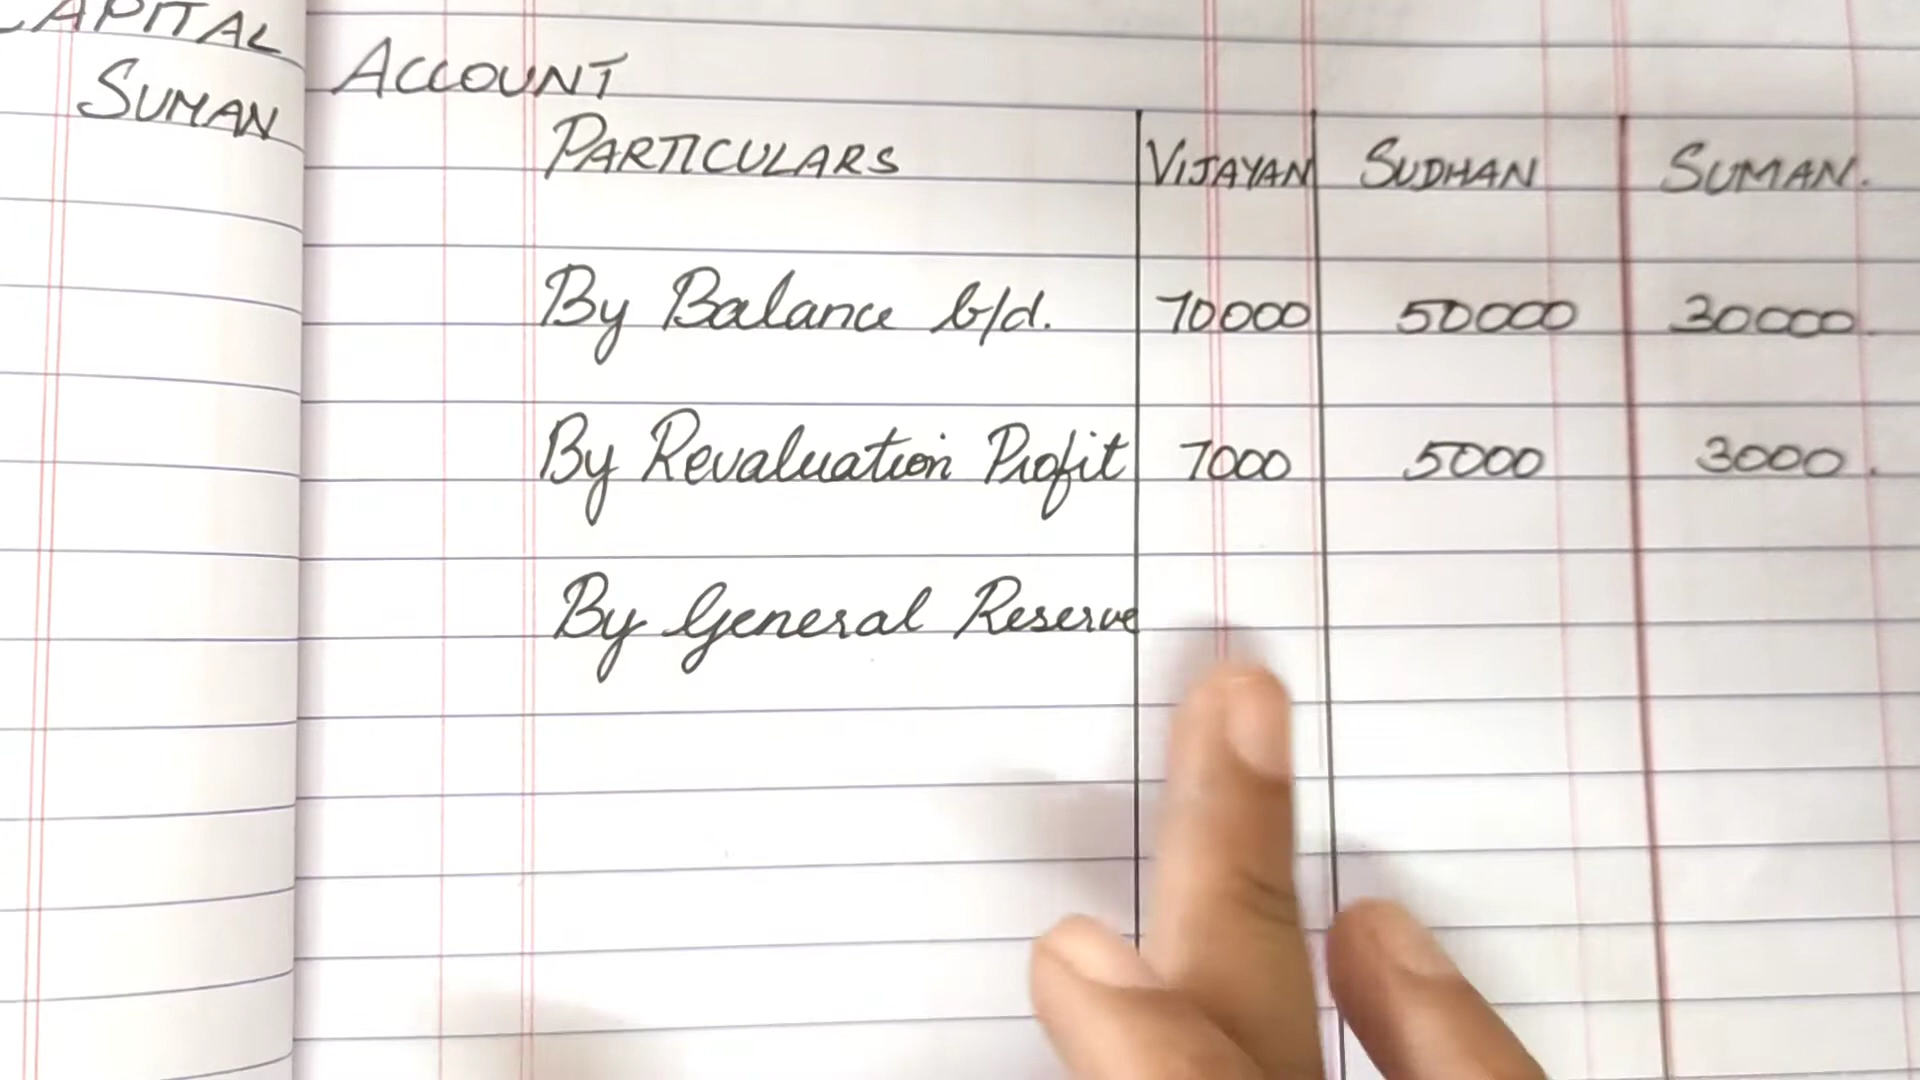 CAPITAL
SUMAN
ACCOUNT
PARTICULARS VIJAYAN SUDHAN SUMAN.
By Balance b/d. 70000 50000 30000.
By Revaluation Profit 7000 5000 3000.
By General Reserve